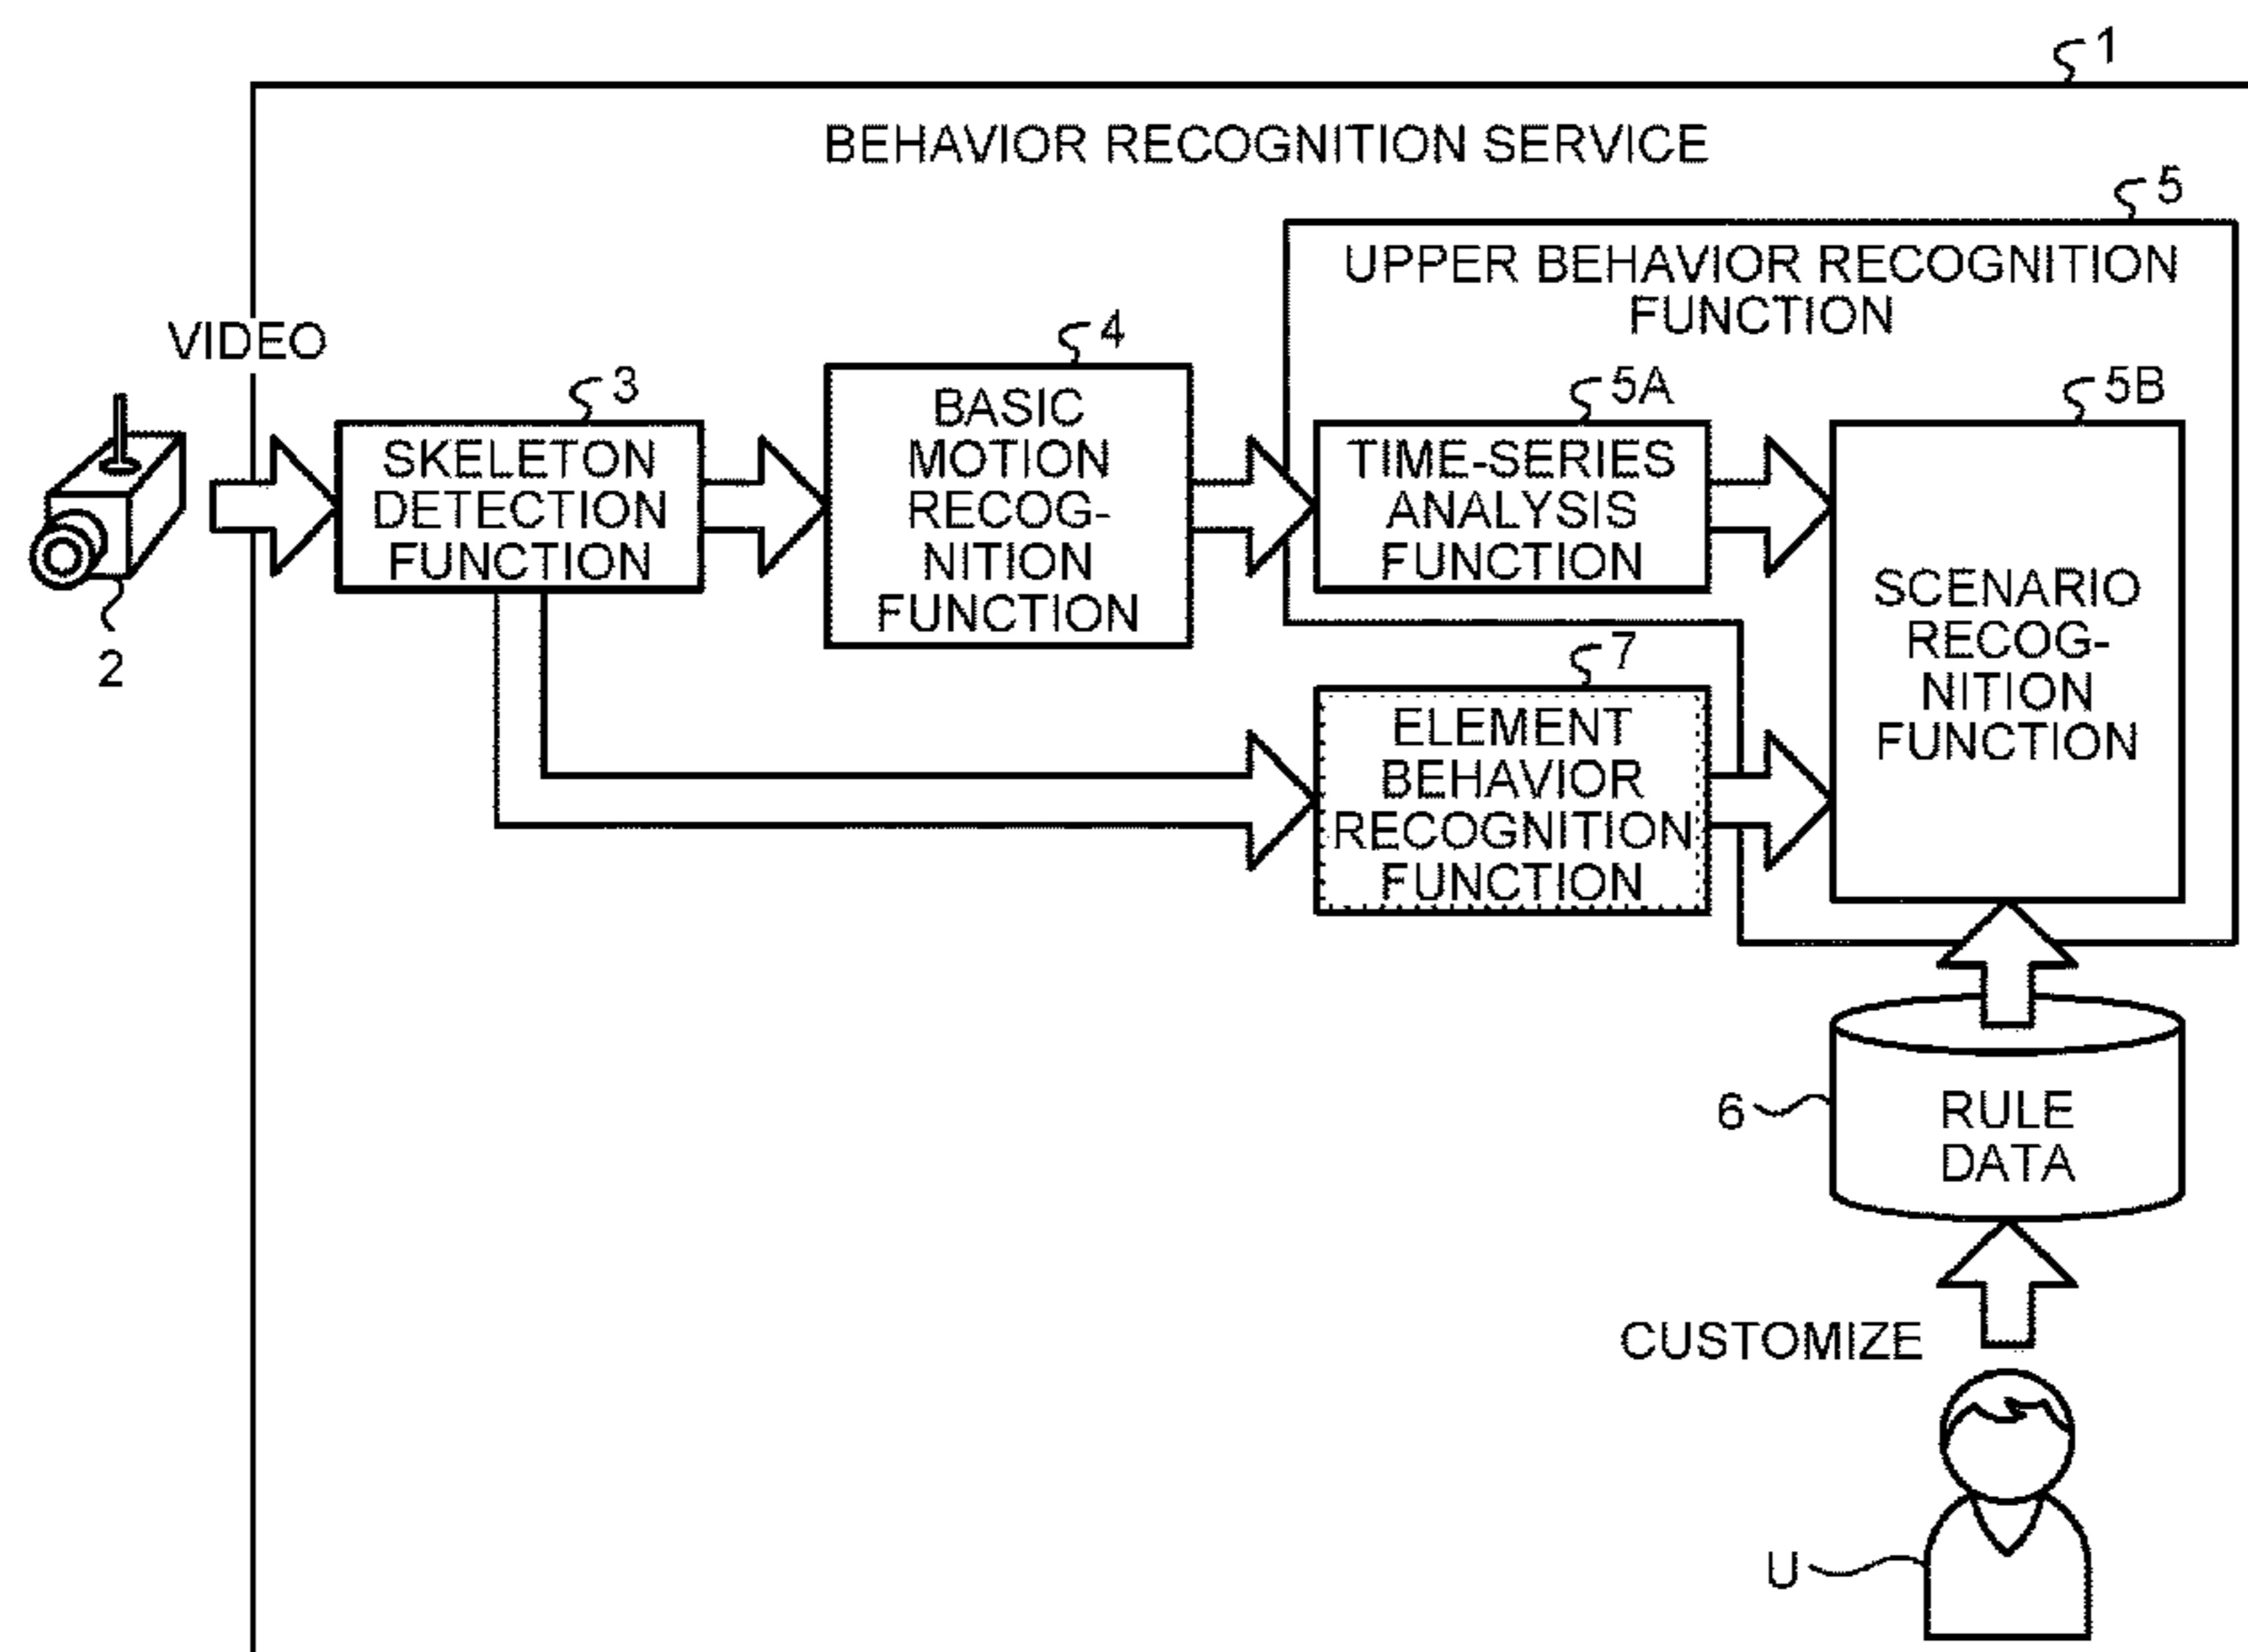 1
BEHAVIOR RECOGNITION SERVICE
5
UPPER BEHAVIOR RECOGNITION
FUNCTION
VIDEO
2
3
SKELETON
DETECTION
FUNCTION
4
BASIC
MOTION
RECOG-
NITION
FUNCTION
5A
TIME-SERIES
ANALYSIS
FUNCTION
5B
SCENARIO
RECOG-
NITION
FUNCTION
7
ELEMENT
BEHAVIOR
RECOGNITION
FUNCTION
6
RULE
DATA
CUSTOMIZE
U